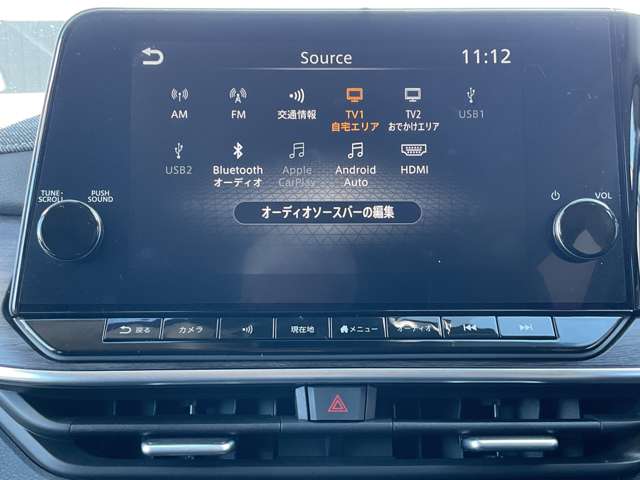 Source
11:12
AM
FM
交通情報
TV1
自宅エリア
TV2
おでかけエリア
USB1
USB2
Bluetooth
オーディオ
Apple
CarPlay
Android
Auto
HDMI
TUNE・
SCROLL
PUSH
SOUND
VOL
オーディオソースバーの編集
戻る
カメラ
現在地
メニュー
オーディオ